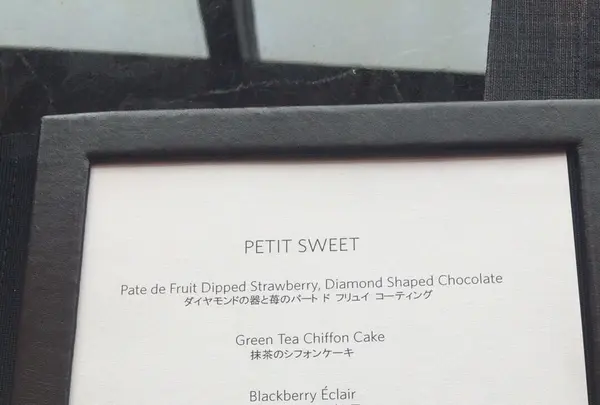 PETIT SWEET
Pate de Fruit Dipped Strawberry, Diamond Shaped Chocolate
ダイヤモンドの器と苺のパート ド フリュイ コーティング
Green Tea Chiffon Cake
抹茶のシフォンケーキ
Blackberry Éclair